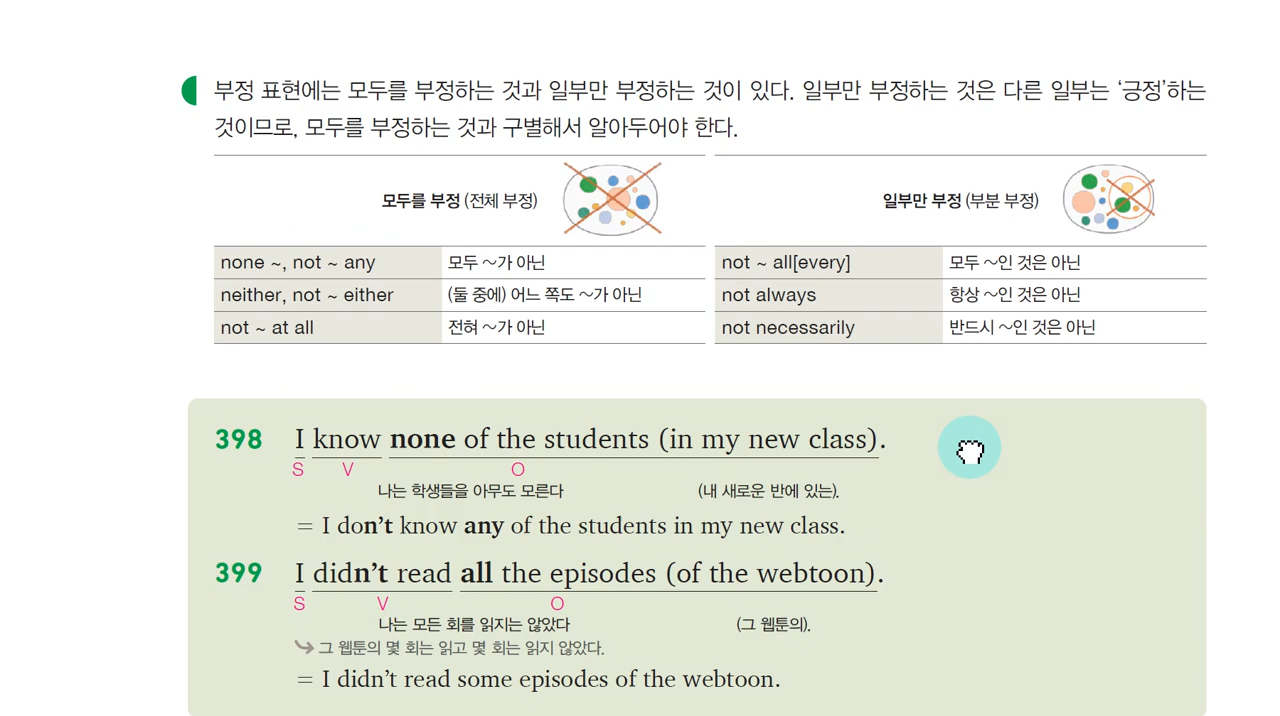 부정 표현에는 모두를 부정하는 것과 일부만 부정하는 것이 있다. 일부만 부정하는 것은 다른 일부는 ‘긍정’하는
것이므로, 모두를 부정하는 것과 구별해서 알아두어야 한다.
모두를 부정 (전체 부정)
none ~, not ~ any 모두 ~가 아닌
neither, not ~ either (둘 중에) 어느 쪽도 ~가 아닌
not ~ at all 전혀 ~가 아닌
일부만 부정 (부분 부정)
not ~ all[every] 모두 ~인 것은 아닌
not always 항상 ~인 것은 아닌
not necessarily 반드시 ~인 것은 아닌
398 I know none of the students (in my new class).
S V O
나는 학생들을 아무도 모른다 (내 새로운 반에 있는).
= I don’t know any of the students in my new class.
399 I didn’t read all the episodes (of the webtoon).
S V O
나는 모든 회를 읽지는 않았다 (그 웹툰의).
↪ 그 웹툰의 몇 회는 읽고 몇 회는 읽지 않았다.
= I didn’t read some episodes of the webtoon.